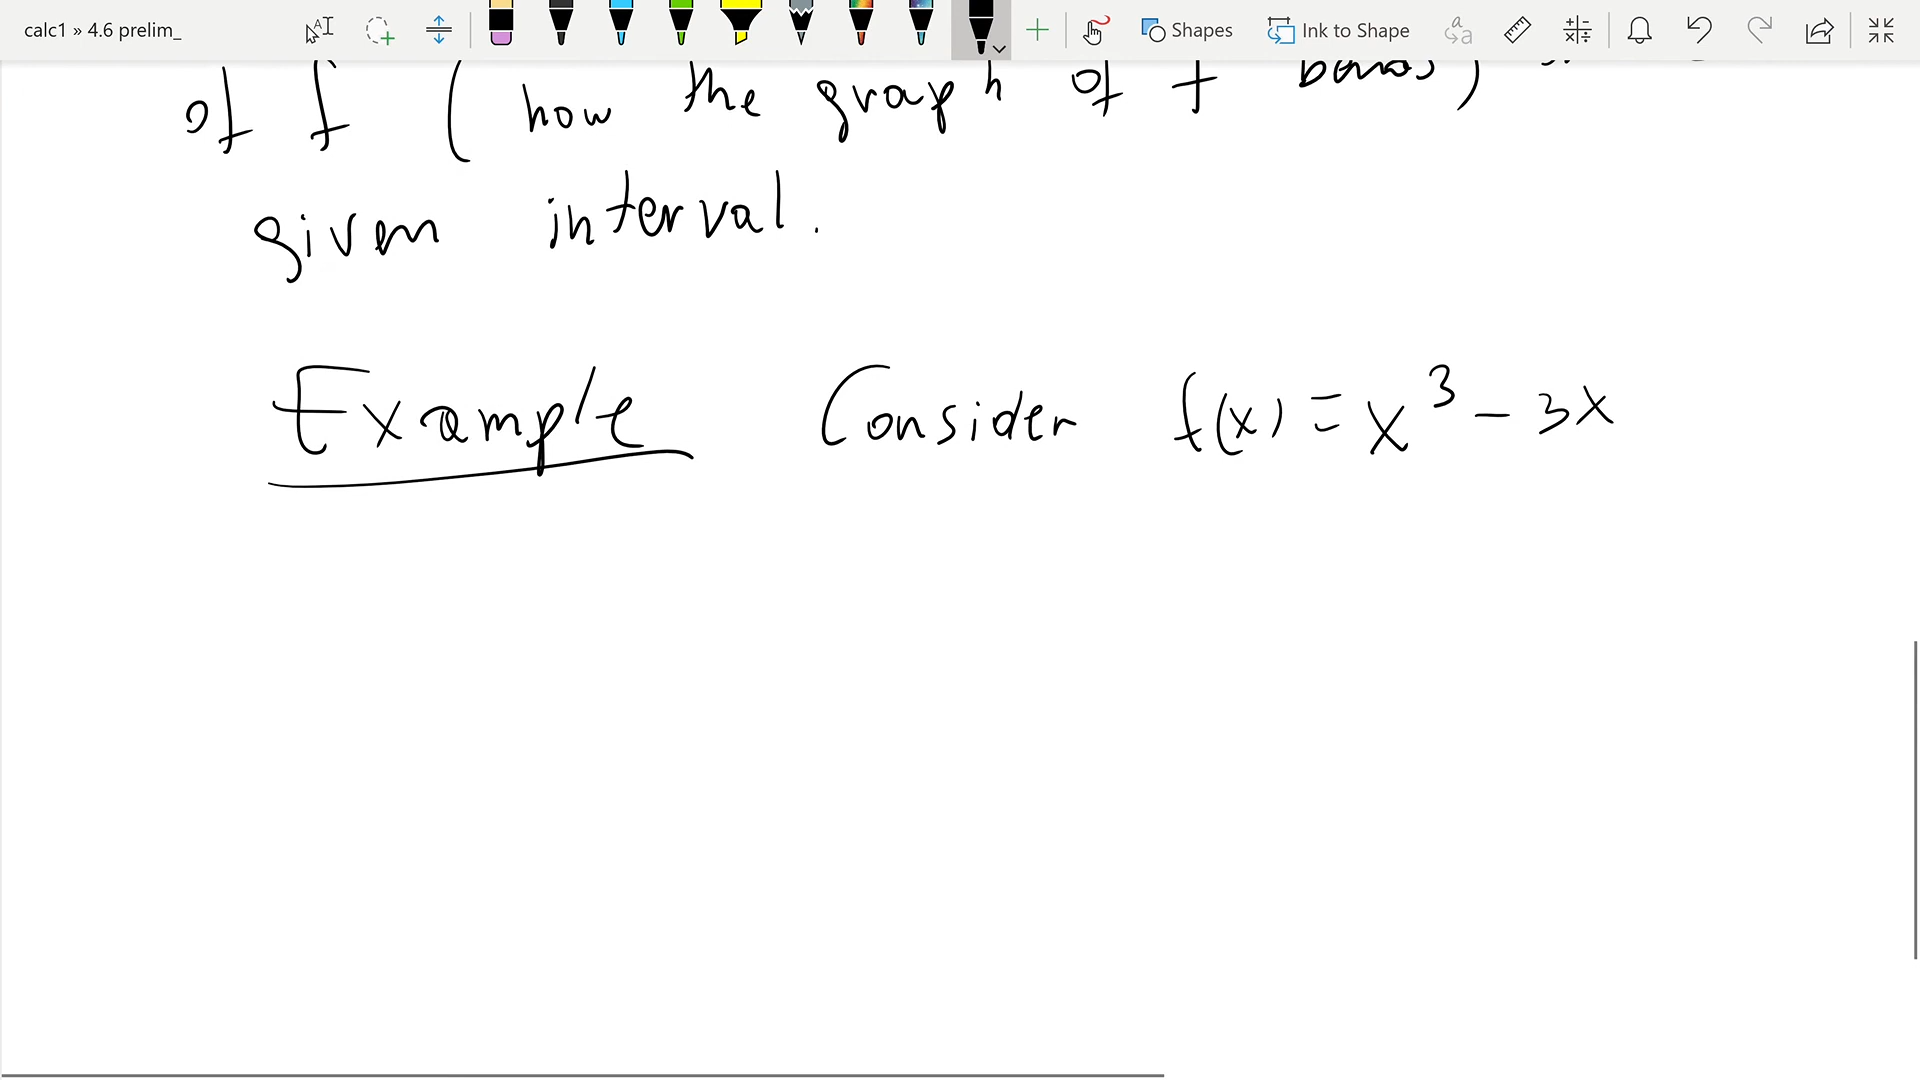 calc1 » 4.6 prelim_
Shapes
Ink to Shape
of f (how the graph of f bends)
given interval.
Example Consider f(x) = x³ - 3x